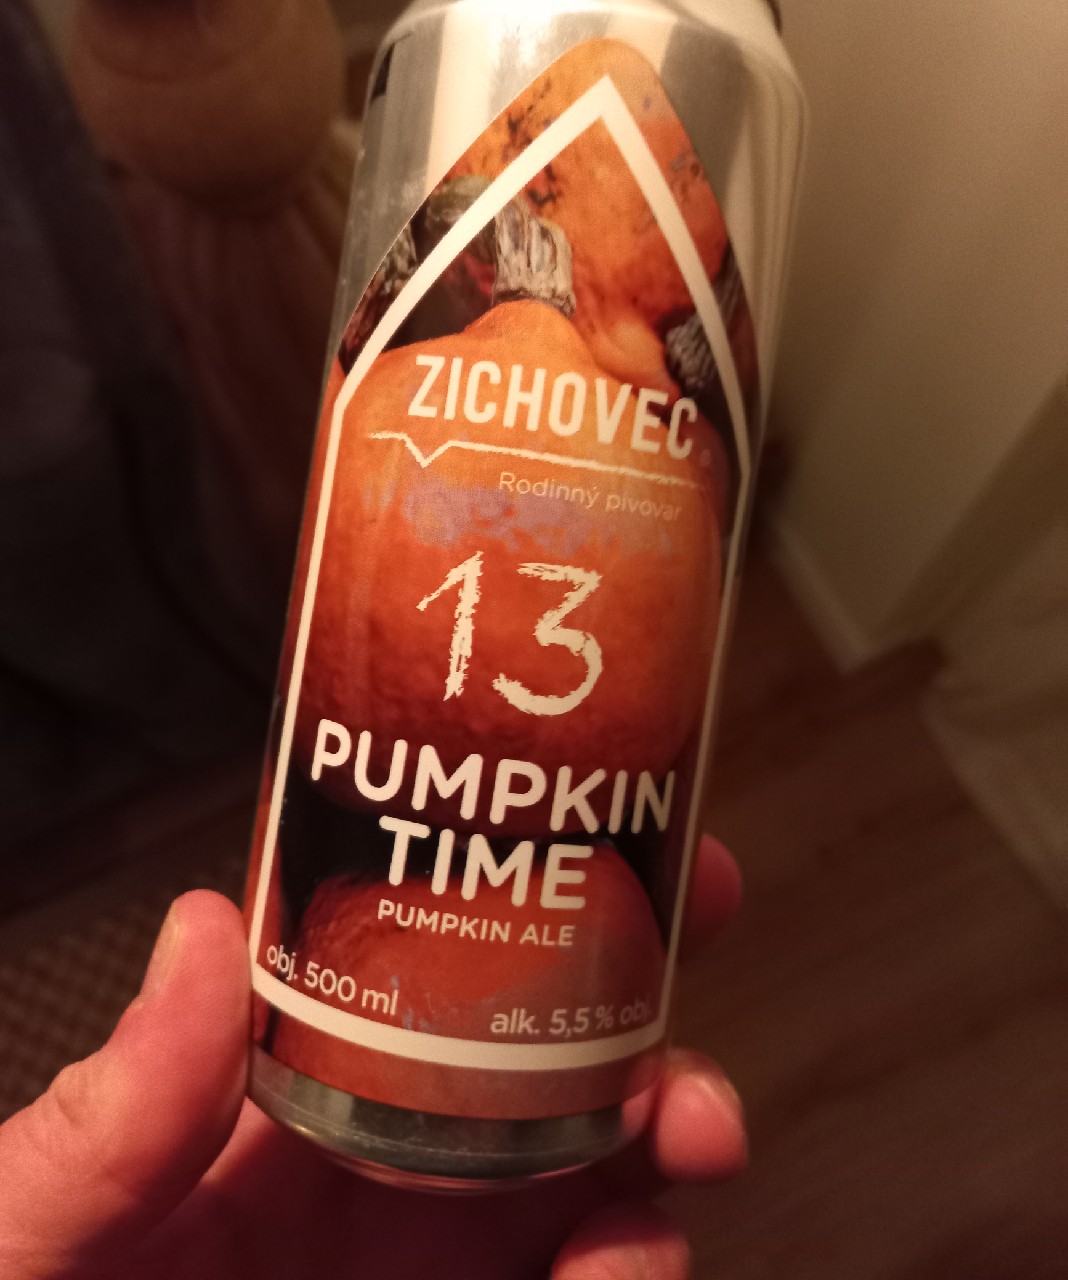 ZICHOVEC
Rodinný pivovar
13
PUMPKIN
TIME
PUMPKIN ALE
obj. 500 ml
alk. 5,5 % obj.